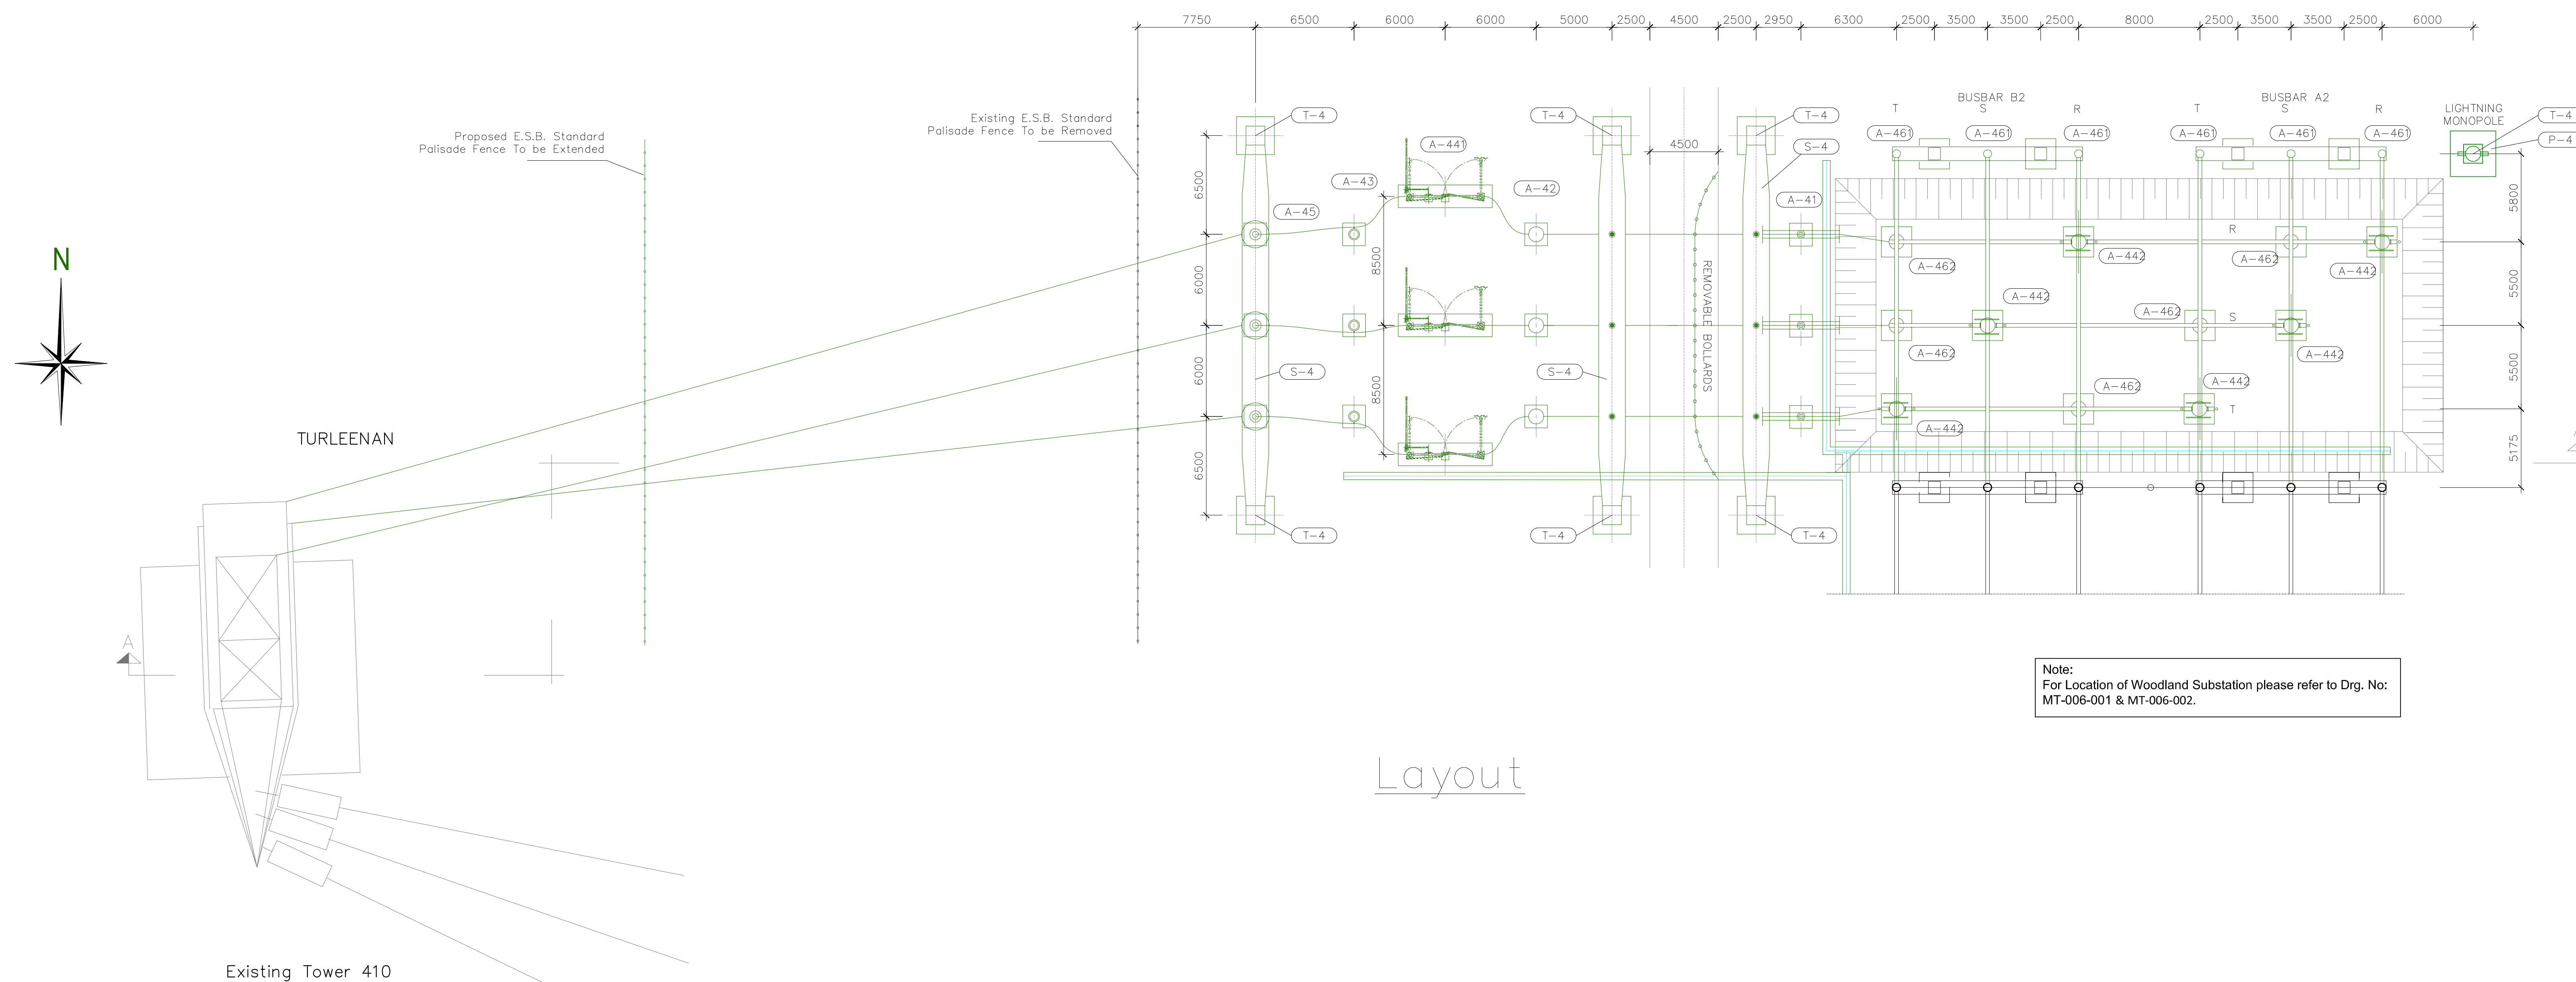 7750 6500 6000 6000 5000 2500 4500 2500 2950 6300 2500 3500 3500 2500 8000 2500 3500 3500 2500 6000
Existing E.S.B. Standard
Palisade Fence To be Removed
Proposed E.S.B. Standard
Palisade Fence To be Extended
T-4
T-4
T-4
BUSBAR B2
T S R
BUSBAR A2
T S R
LIGHTNING
MONOPOLE
T-4
P-4
A-461 A-461 A-461 A-461 A-461 A-461
S-4
4500
A-441
A-43
A-42
A-45
A-41
6500
6000
6000
6500
8500
8500
REMOVABLE BOLLARDS
5800
5500
5500
5175
R
A-462
A-442
A-462
A-442
A-442
A-462
S
A-462
A-442
A-442
A-462
T
A-442
S-4
S-4
T-4
T-4
T-4
N
TURLEENAN
A
Note:
For Location of Woodland Substation please refer to Drg. No:
MT-006-001 & MT-006-002.
Layout
Existing Tower 410